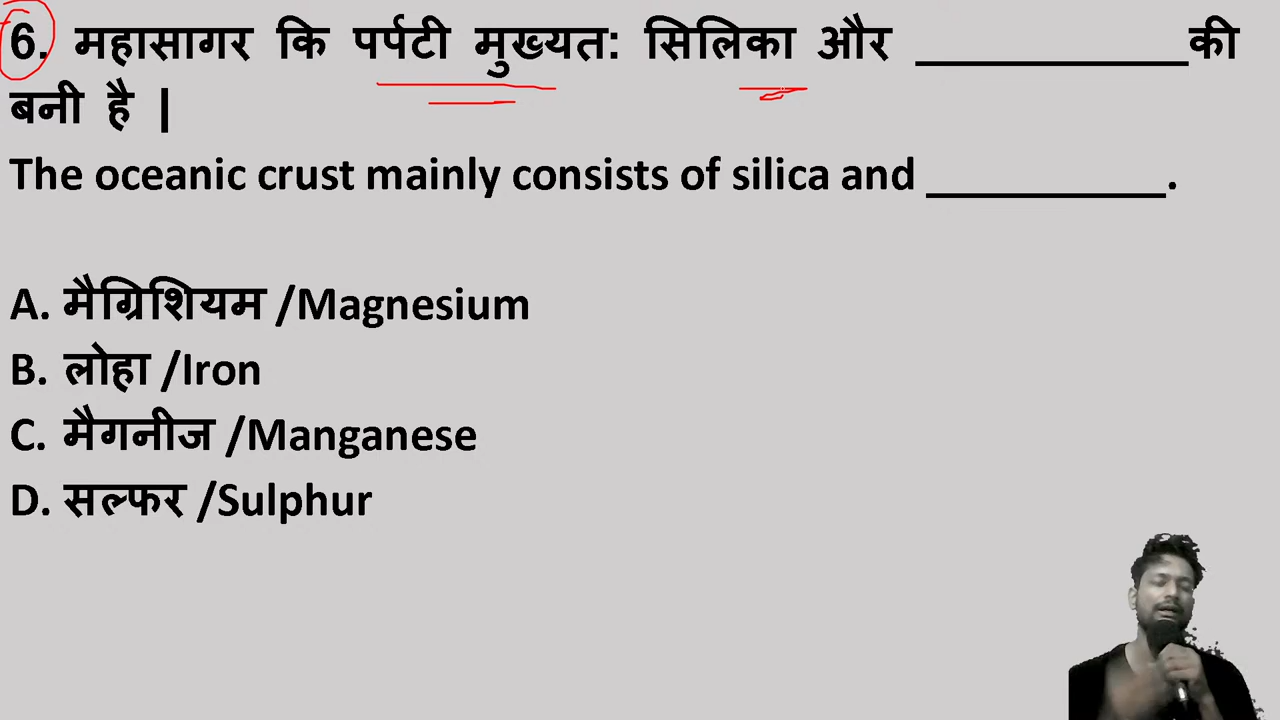 6. महासागर कि पर्पटी मुख्यत: सिलिका और ___________की
बनी है |
The oceanic crust mainly consists of silica and __________.
A. मैग्रिशियम /Magnesium
B. लोहा /Iron
C. मैगनीज /Manganese
D. सल्फर /Sulphur